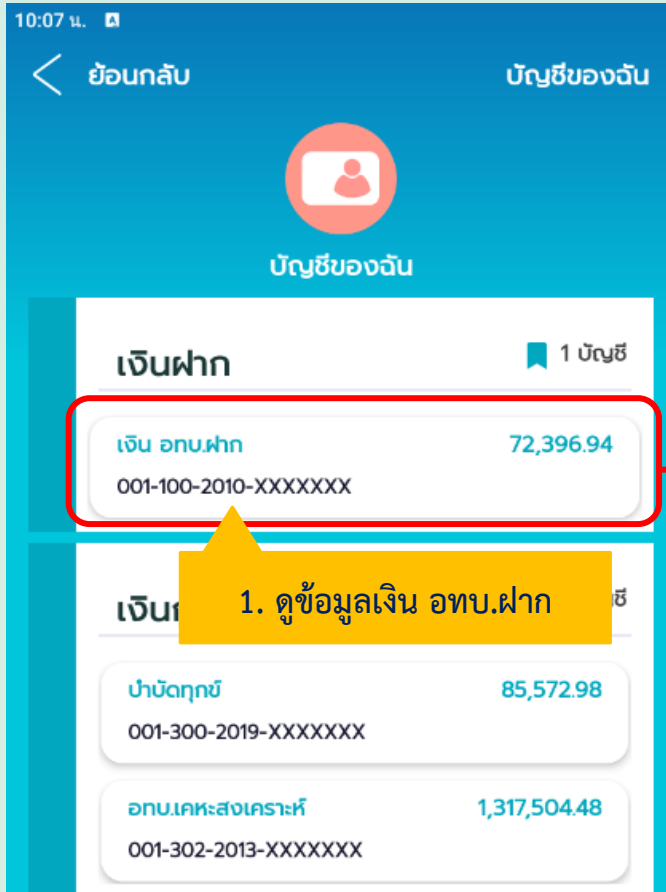 10:07 น.
ย้อนกลับ
บัญชีของฉัน
บัญชีของฉัน
เงินฝาก
1 บัญชี
เงิน อทบ.ฝาก
72,396.94
001-100-2010-XXXXXXX
1. ดูข้อมูลเงิน อทบ.ฝาก
บำบัดทุกข์
85,572.98
001-300-2019-XXXXXXX
อทบ.เคหะสงเคราะห์
1,317,504.48
001-302-2013-XXXXXXX